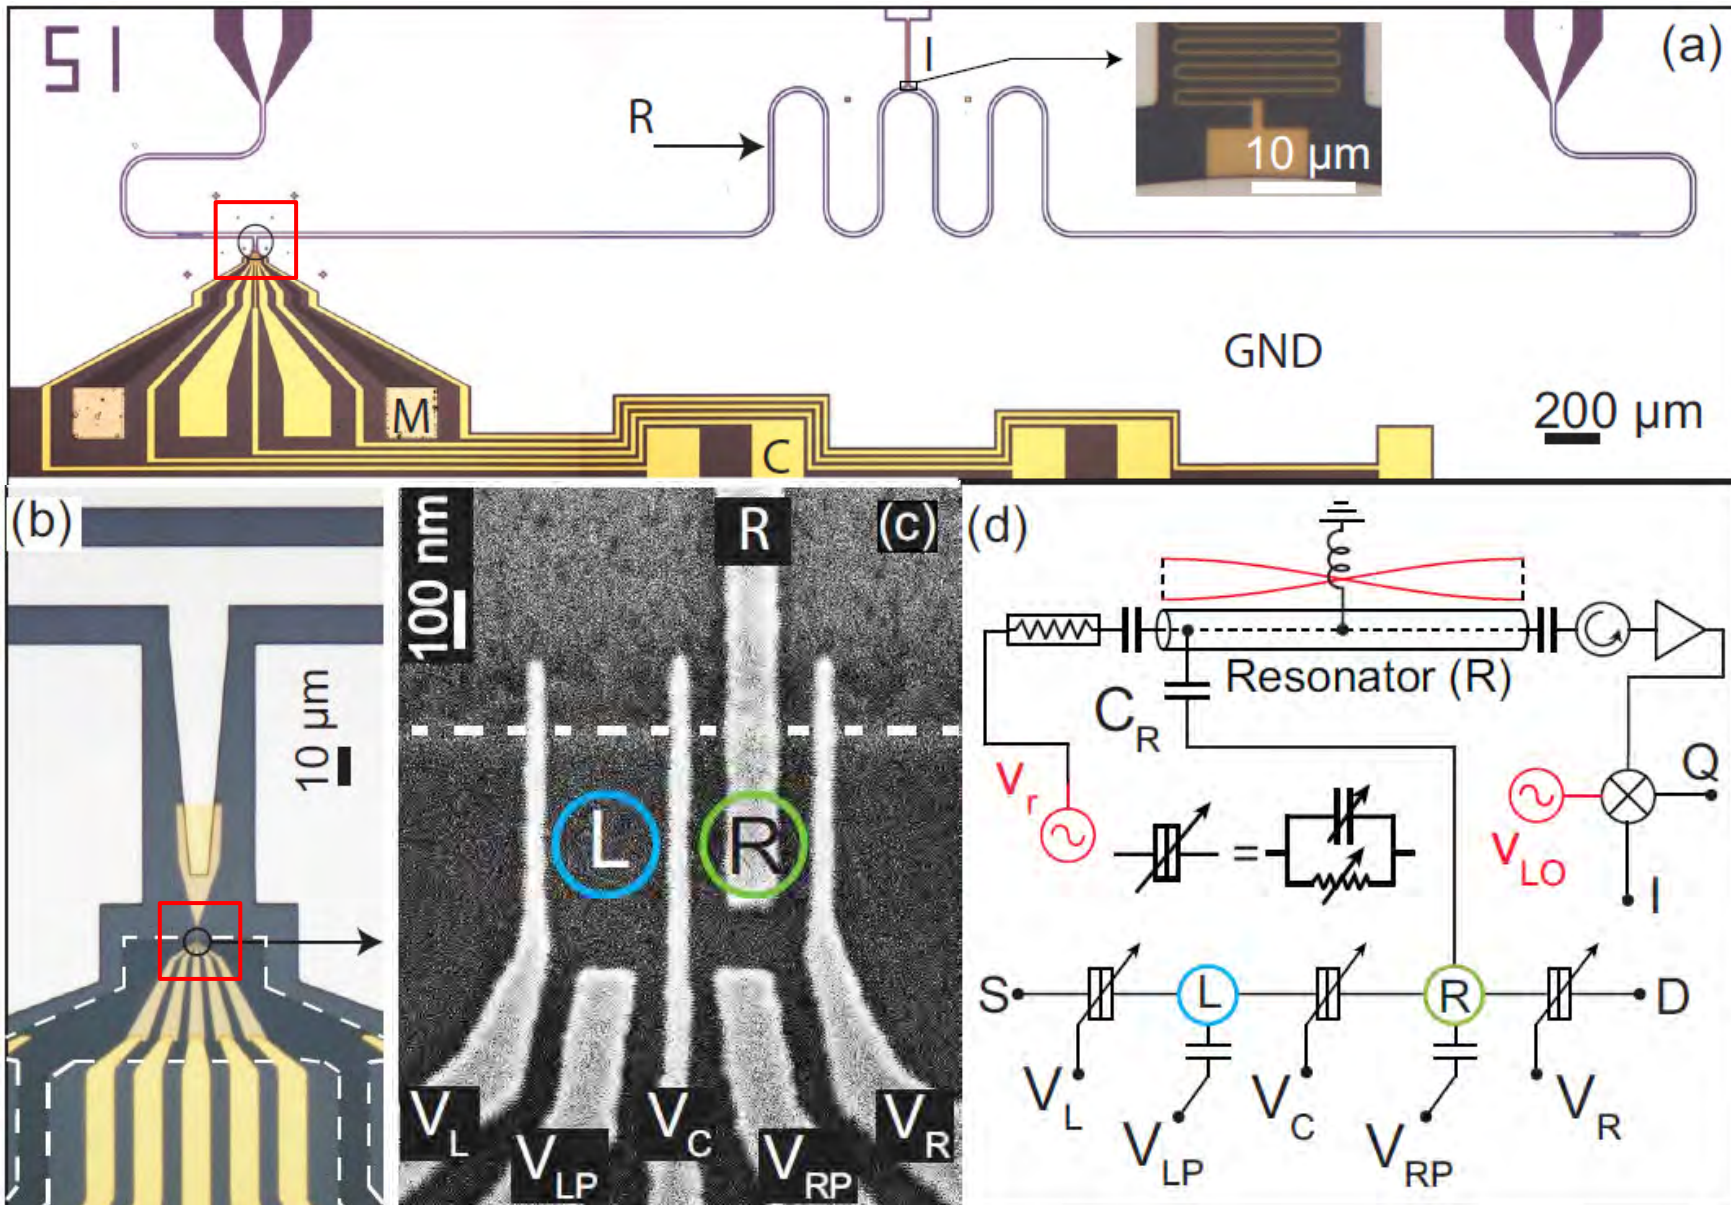 (a)
51
I
R
10 μm
GND
M
C
200 μm
(b)
10 μm
(c)
100 nm
R
L
R
V_L
V_LP
V_C
V_RP
V_R
(d)
Resonator (R)
C_R
V_r
=
V_LO
Q
I
S
L
R
D
V_L
V_LP
V_C
V_RP
V_R